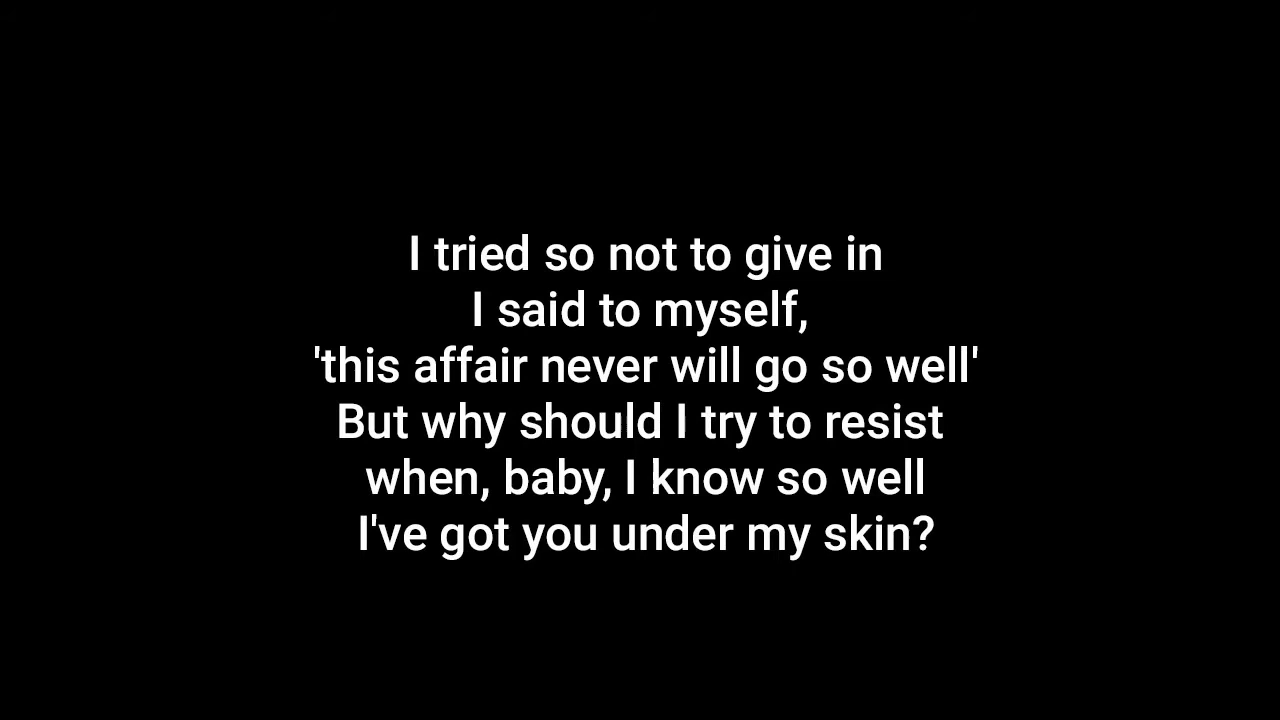 I tried so not to give in
I said to myself,
'this affair never will go so well'
But why should I try to resist
when, baby, I know so well
I've got you under my skin?